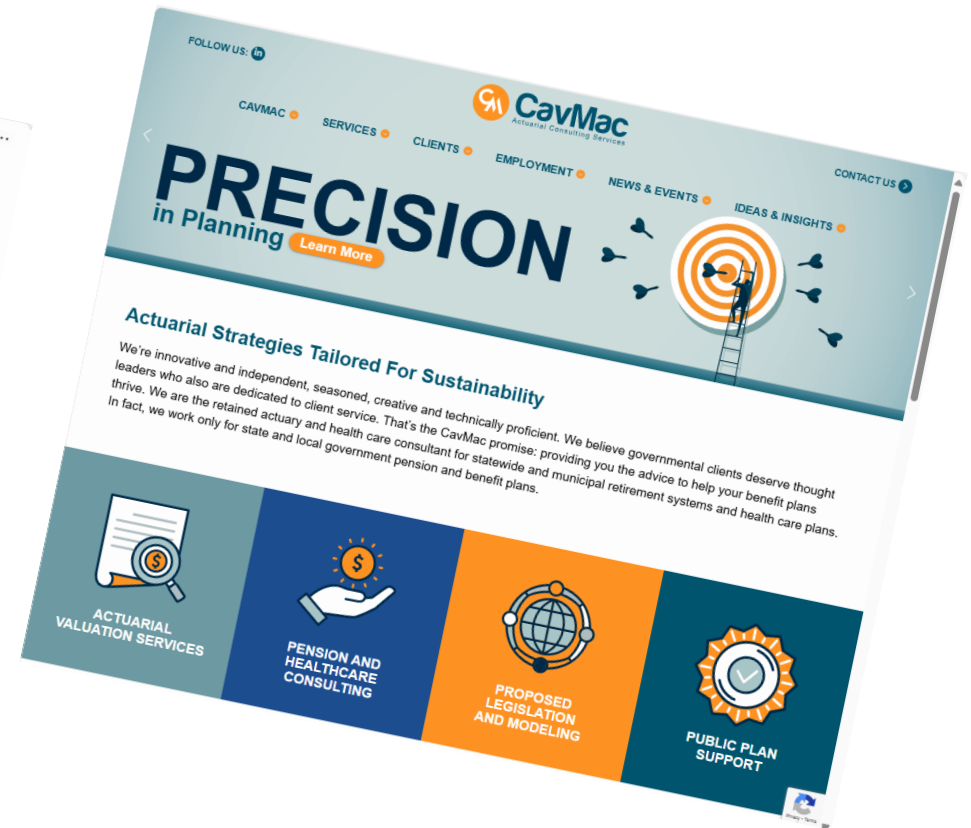 FOLLOW US: in
CM CavMac
Actuarial Consulting Services
CONTACT US
CAVMAC
SERVICES
CLIENTS
EMPLOYMENT
NEWS & EVENTS
IDEAS & INSIGHTS
PRECISION
in Planning
Learn More
Actuarial Strategies Tailored For Sustainability
We're innovative and independent, seasoned, creative and technically proficient. We believe governmental clients deserve thought
leaders who also are dedicated to client service. That's the CavMac promise: providing you the advice to help your benefit plans
thrive. We are the retained actuary and health care consultant for statewide and municipal retirement systems and health care plans.
In fact, we work only for state and local government pension and benefit plans.
$
ACTUARIAL
VALUATION SERVICES
$
PENSION AND
HEALTHCARE
CONSULTING
PROPOSED
LEGISLATION
AND MODELING
PUBLIC PLAN
SUPPORT
Privacy - Terms